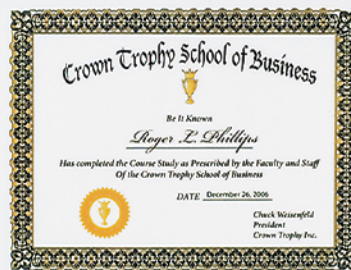 Crown Trophy School of Business
Be It Known
Roger L. Phillips
Has completed the Course Study as Prescribed by the Faculty and Staff
Of the Crown Trophy School of Business
DATE December 26, 2006
Chuck Weisenfeld
President
Crown Trophy Inc.